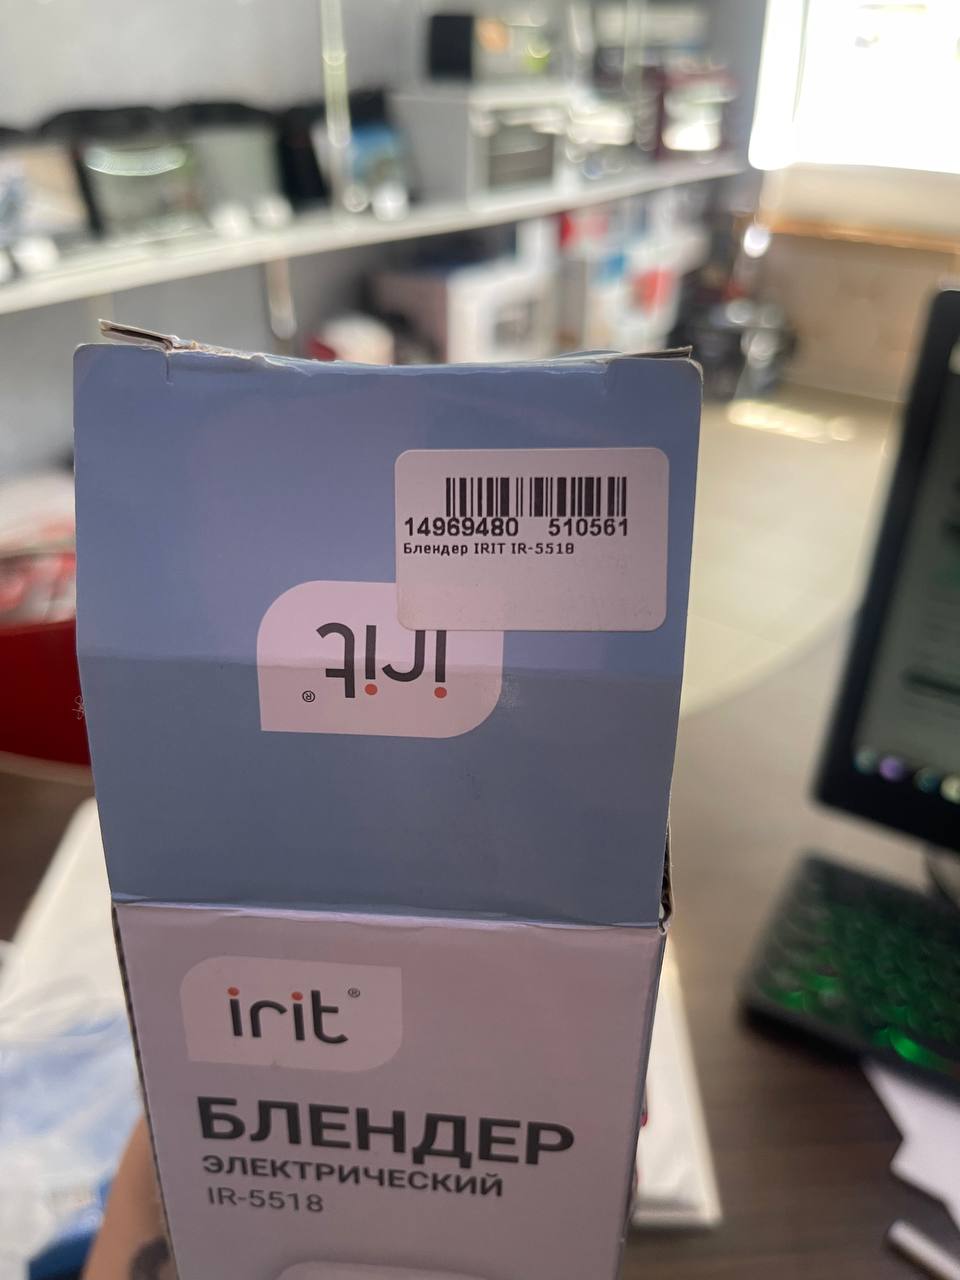 14969480 510561
Блендер IRIT IR-5518
irit®
irit®
БЛЕНДЕР
ЭЛЕКТРИЧЕСКИЙ
IR-5518